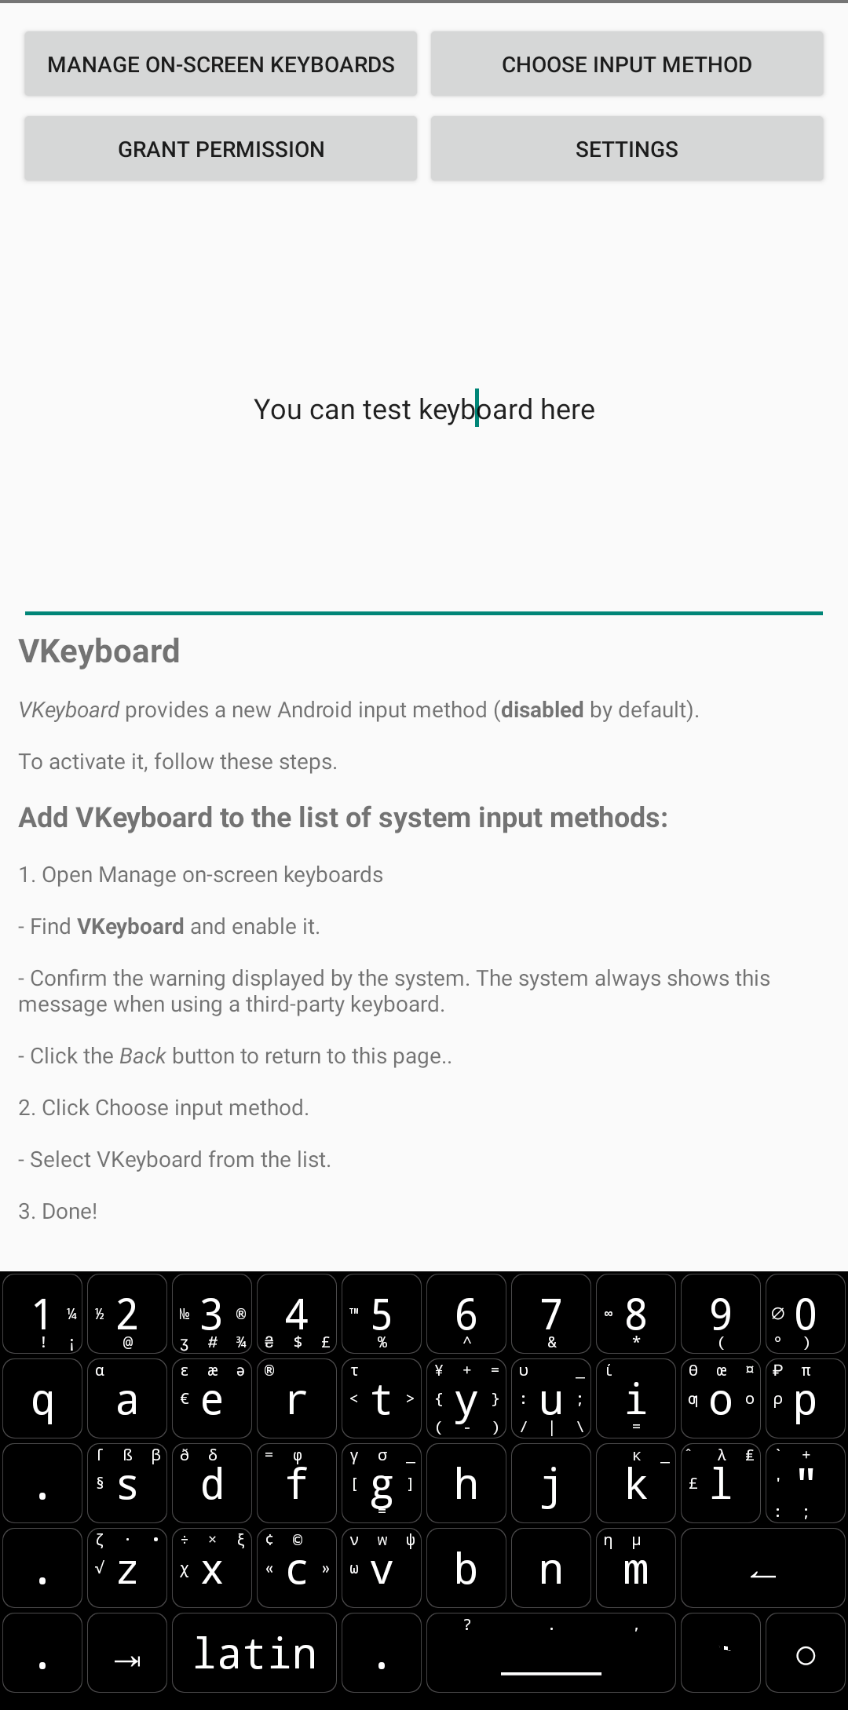 MANAGE ON-SCREEN KEYBOARDS CHOOSE INPUT METHOD
GRANT PERMISSION SETTINGS
You can test keyboard here
VKeyboard
VKeyboard provides a new Android input method (disabled by default).
To activate it, follow these steps.
Add VKeyboard to the list of system input methods:
1. Open Manage on-screen keyboards
- Find VKeyboard and enable it.
- Confirm the warning displayed by the system. The system always shows this
message when using a third-party keyboard.
- Click the Back button to return to this page..
2. Click Choose input method.
- Select VKeyboard from the list.
3. Done!
1 ¼ ½ 2 № 3 ® 4 ™ 5 6 7 ∞ 8 9 ∅ 0
! ¡ @ ʒ # ¾ ₴ $ £ % ^ & * ( ° )
α ε æ ə ® τ ¥ + = υ _ ί θ œ ¤ ₽ π
q a € e r < t > { y } : u ; i o ρ p
( - ) / | \ =
ſ ß β ð δ = φ γ σ _ κ _ ˆ λ ₤ ` +
. § s d f [ g ] h j k £ l ' "
= : ;
ζ · • ÷ × ξ ¢ © ν w ψ η μ
. √ z χ x « c » ω v b n m
? . ,
. ⇥ latin . ○